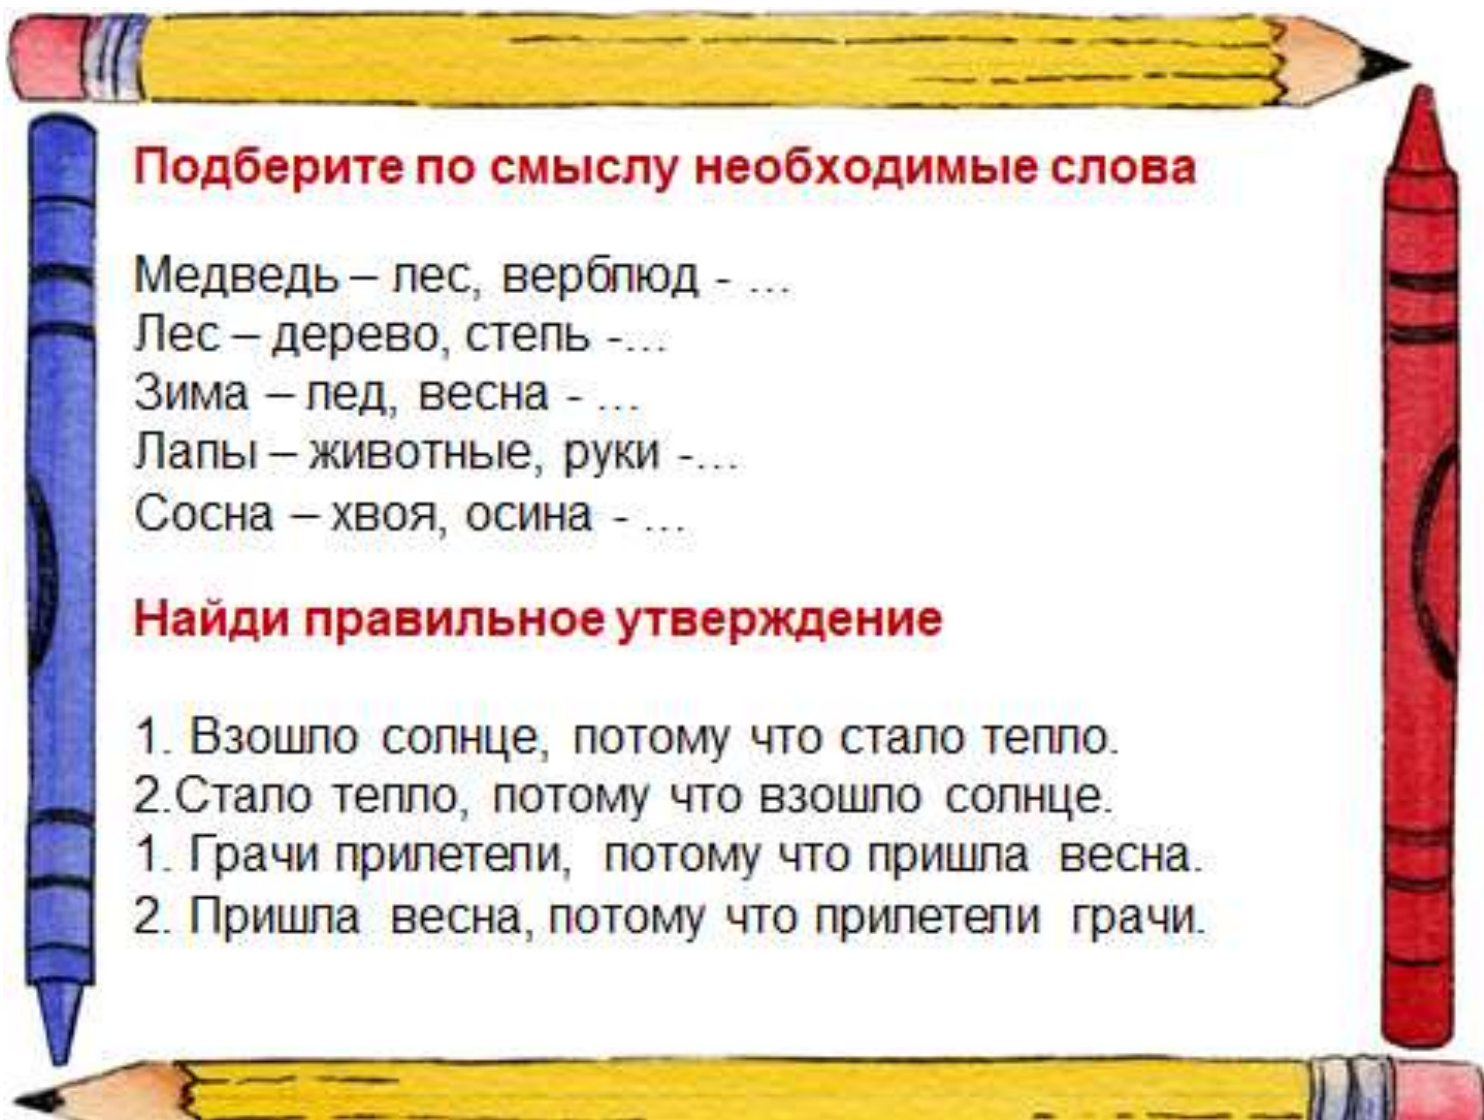 Подберите по смыслу необходимые слова
Медведь – лес, верблюд - …
Лес – дерево, степь -…
Зима – лед, весна - …
Лапы – животные, руки -…
Сосна – хвоя, осина - …
Найди правильное утверждение
1. Взошло солнце, потому что стало тепло.
2.Стало тепло, потому что взошло солнце.
1. Грачи прилетели, потому что пришла весна.
2. Пришла весна, потому что прилетели грачи.